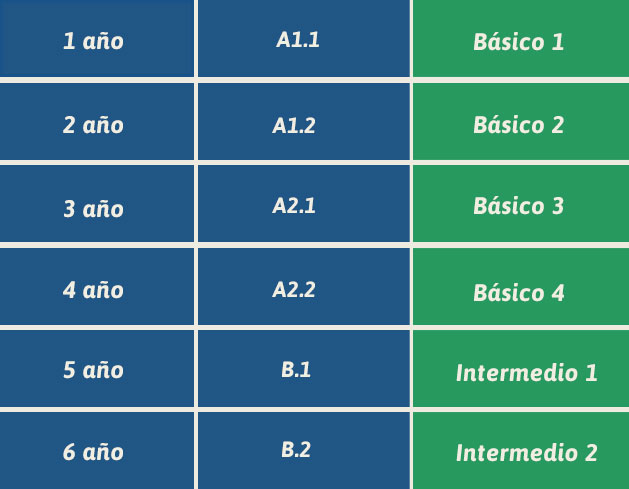 1 año A1.1 Básico 1
2 año A1.2 Básico 2
3 año A2.1 Básico 3
4 año A2.2 Básico 4
5 año B.1 Intermedio 1
6 año B.2 Intermedio 2